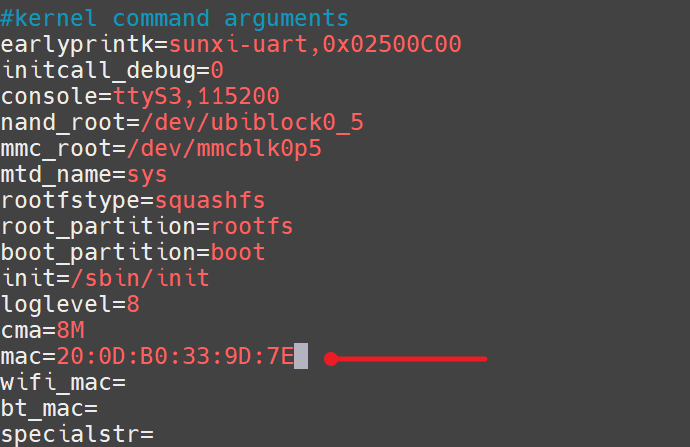 #kernel command arguments
earlyprintk=sunxi-uart,0x02500C00
initcall_debug=0
console=ttyS3,115200
nand_root=/dev/ubiblock0_5
mmc_root=/dev/mmcblk0p5
mtd_name=sys
rootfstype=squashfs
root_partition=rootfs
boot_partition=boot
init=/sbin/init
loglevel=8
cma=8M
mac=20:0D:B0:33:9D:7E
wifi_mac=
bt_mac=
specialstr=